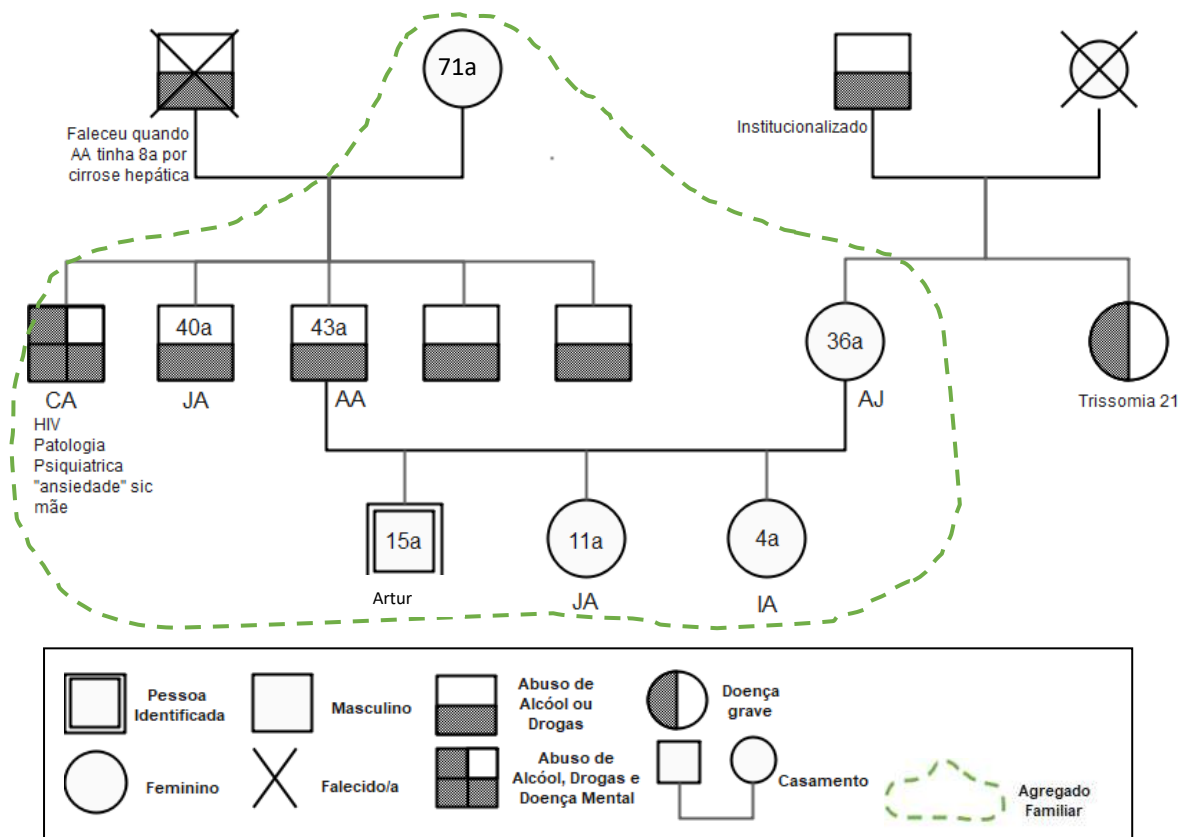 71a
Faleceu quando
AA tinha 8a por
cirrose hepática
Institucionalizado
40a
43a
36a
CA
JA
AA
AJ
Trissomia 21
HIV
Patologia
Psiquiatrica
"ansiedade" sic
mãe
15a
11a
4a
Artur
JA
IA
Pessoa
Identificada
Masculino
Abuso de
Alcóol ou
Drogas
Doença
grave
Feminino
Falecido/a
Abuso de
Alcóol, Drogas e
Doença Mental
Casamento
Agregado
Familiar